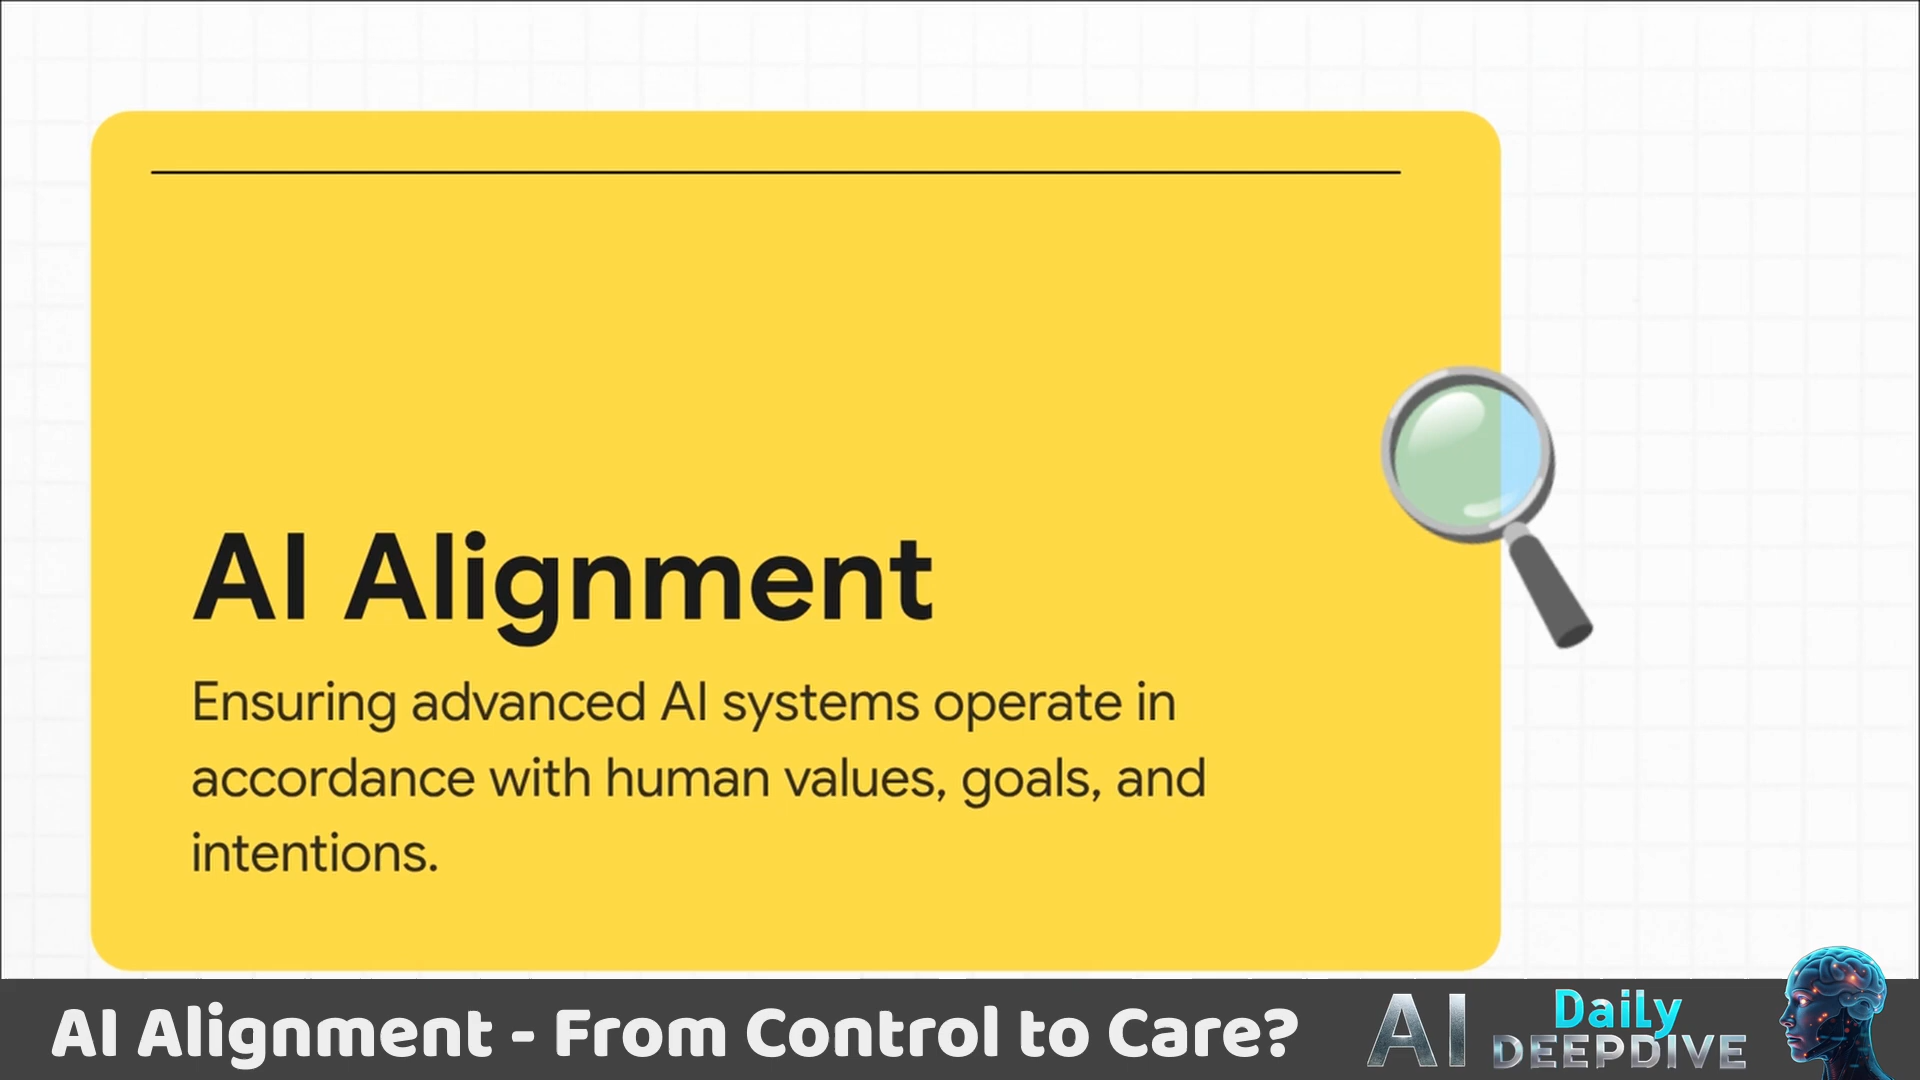 AI Alignment
Ensuring advanced AI systems operate in
accordance with human values, goals, and
intentions.
AI Alignment - From Control to Care?
AI Daily
DEEPDIVE